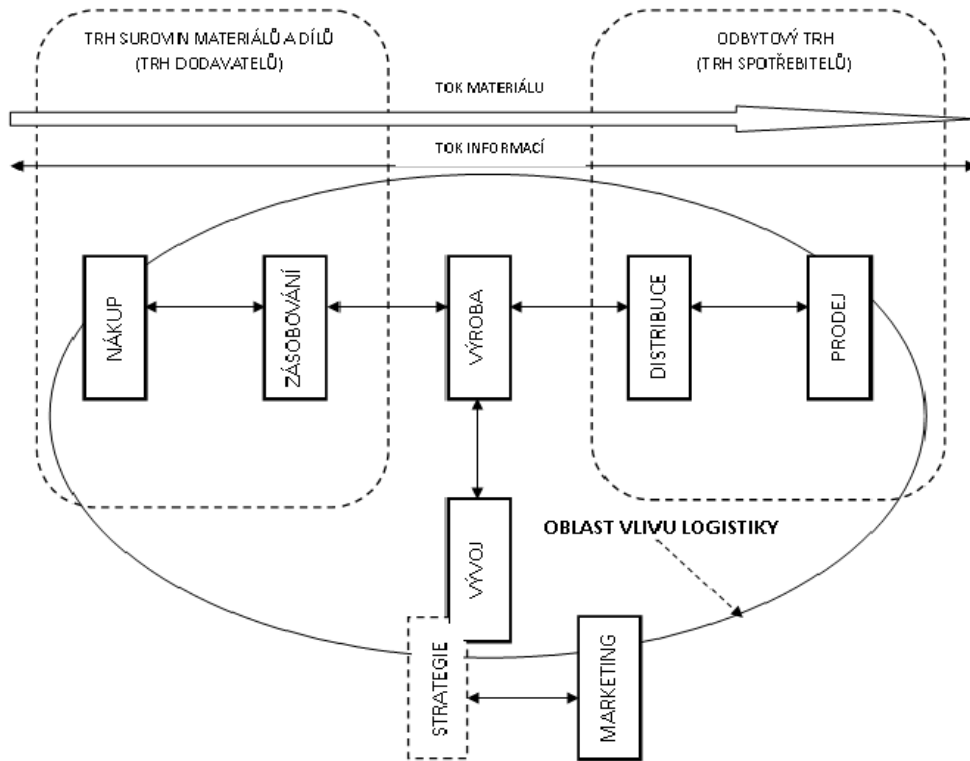 TRH SUROVIN MATERIÁLŮ A DÍLŮ
(TRH DODAVATELŮ)
ODBYTOVÝ TRH
(TRH SPOTŘEBITELŮ)
TOK MATERIÁLU
TOK INFORMACÍ
NÁKUP
ZÁSOBOVÁNÍ
VÝROBA
DISTRIBUCE
PRODEJ
VÝVOJ
OBLAST VLIVU LOGISTIKY
STRATEGIE
MARKETING